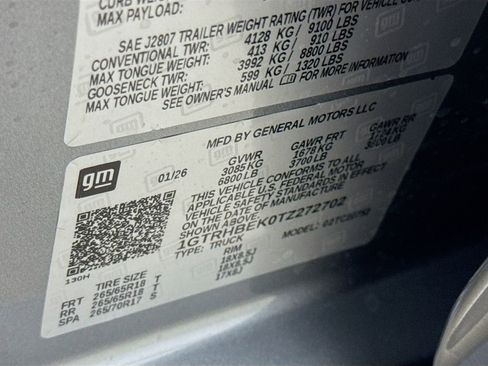 CURB WEIGHT
MAX PAYLOAD:
SAE J2807 TRAILER WEIGHT RATING (TWR) FOR VEHICLE
CONVENTIONAL TWR: 4128 KG / 9100 LBS
MAX TONGUE WEIGHT: 413 KG / 910 LBS
GOOSENECK TWR: 3992 KG / 8800 LBS
MAX TONGUE WEIGHT: 599 KG / 1320 LBS
SEE OWNER'S MANUAL FOR MORE INFORMATION
gm
MFD BY GENERAL MOTORS LLC
01/26 GVWR GAWR FRT GAWR RR
3085 KG 1678 KG
6800 LB 3700 LB
THIS VEHICLE CONFORMS TO ALL
APPLICABLE U.S. FEDERAL MOTOR
VEHICLE SAFETY STANDARDS IN EFFECT
ON THE DATE OF MANUFACTURE
SHOWN ABOVE.
1GTRHBEK0TZ272702
TYPE: TRUCK MODEL:
130H
TIRE SIZE RIM
FRT 265/65R18 T 18X8.5J
RR 265/65R18 T 18X8.5J
SPA 265/70R17 S 17X8J